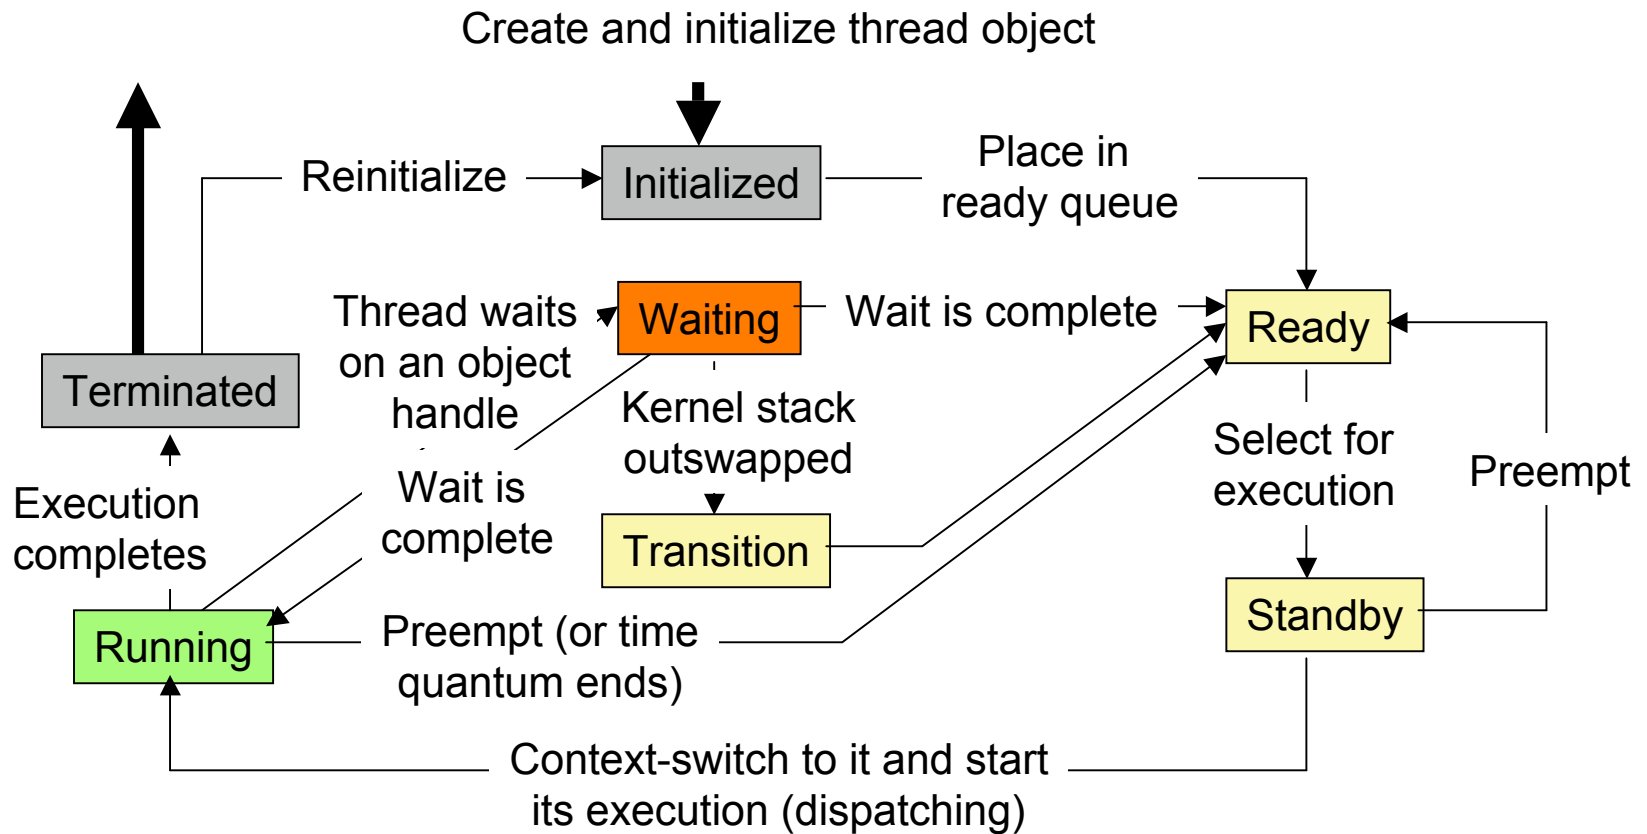 Create and initialize thread object
Reinitialize
Initialized
Place in
ready queue
Thread waits
on an object
handle
Waiting
Wait is complete
Ready
Terminated
Kernel stack
outswapped
Select for
execution
Preempt
Execution
completes
Wait is
complete
Transition
Standby
Running
Preempt (or time
quantum ends)
Context-switch to it and start
its execution (dispatching)